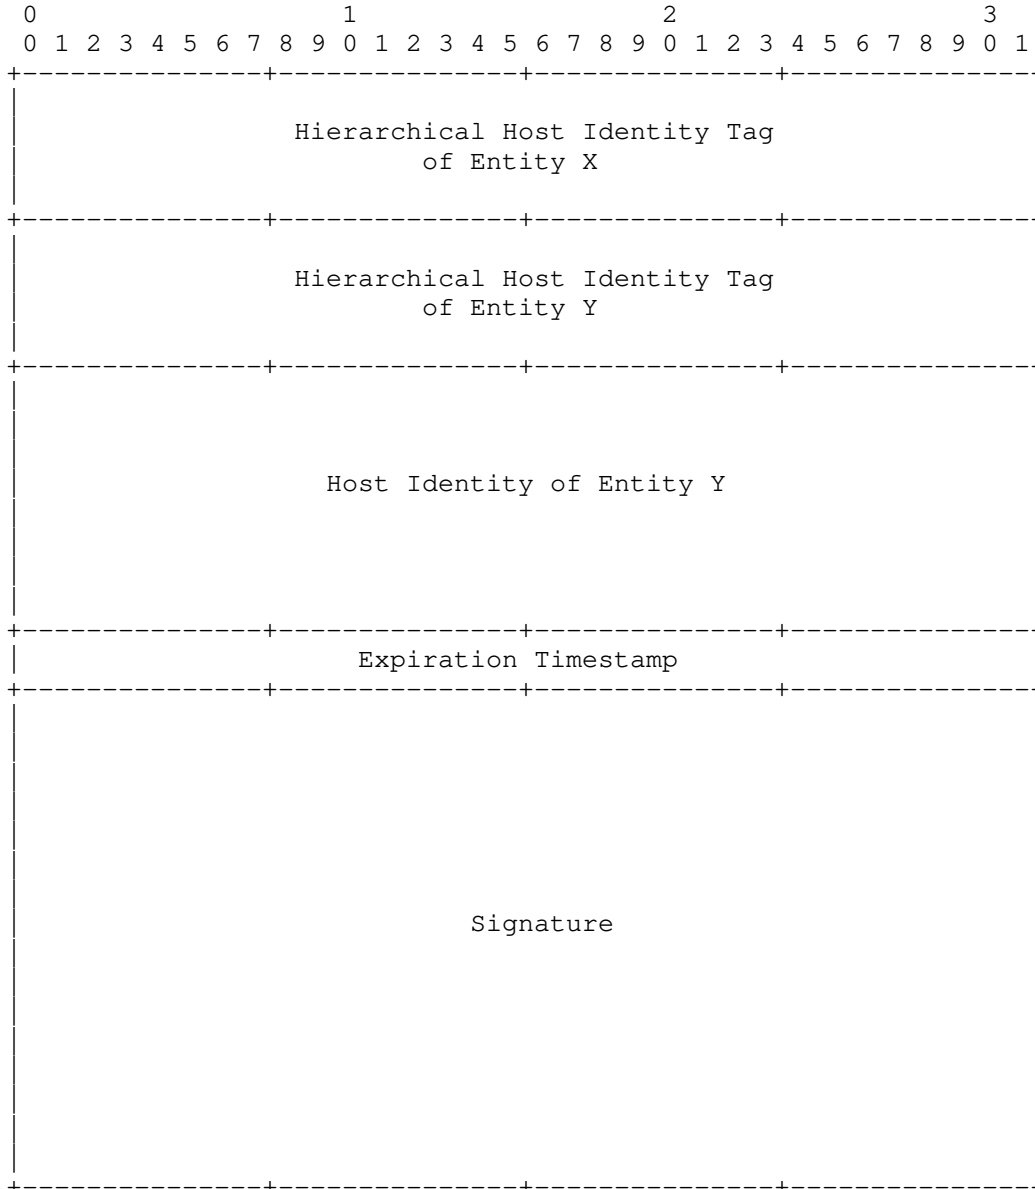 0 1 2 3
0 1 2 3 4 5 6 7 8 9 0 1 2 3 4 5 6 7 8 9 0 1 2 3 4 5 6 7 8 9 0 1
Hierarchical Host Identity Tag
of Entity X
Hierarchical Host Identity Tag
of Entity Y
Host Identity of Entity Y
Expiration Timestamp
Signature